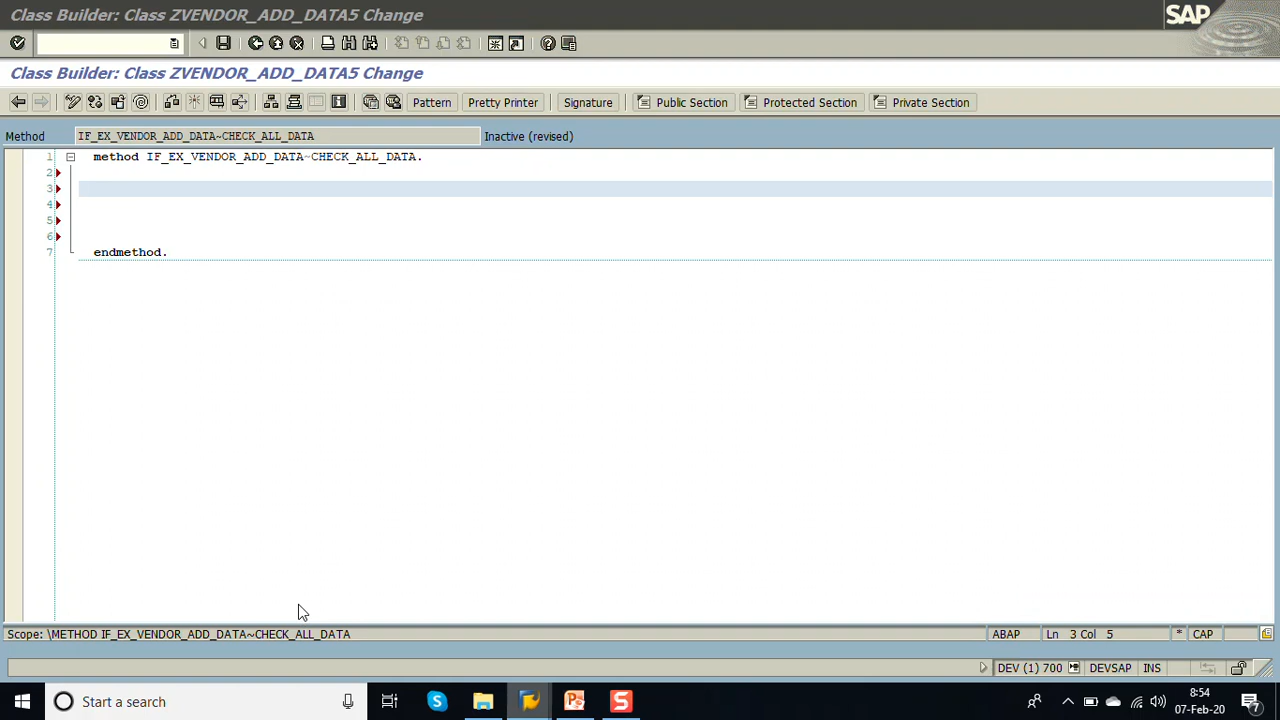 Class Builder: Class ZVENDOR_ADD_DATA5 Change
SAP
Class Builder: Class ZVENDOR_ADD_DATA5 Change
Pattern Pretty Printer Signature Public Section Protected Section Private Section
Method IF_EX_VENDOR_ADD_DATA~CHECK_ALL_DATA Inactive (revised)
1 method IF_EX_VENDOR_ADD_DATA~CHECK_ALL_DATA.
2
3
4
5
6
7 endmethod.
Scope: \METHOD IF_EX_VENDOR_ADD_DATA~CHECK_ALL_DATA ABAP Ln 3 Col 5 * CAP
DEV (1) 700 DEVSAP INS
Start a search
8:54
07-Feb-20
7